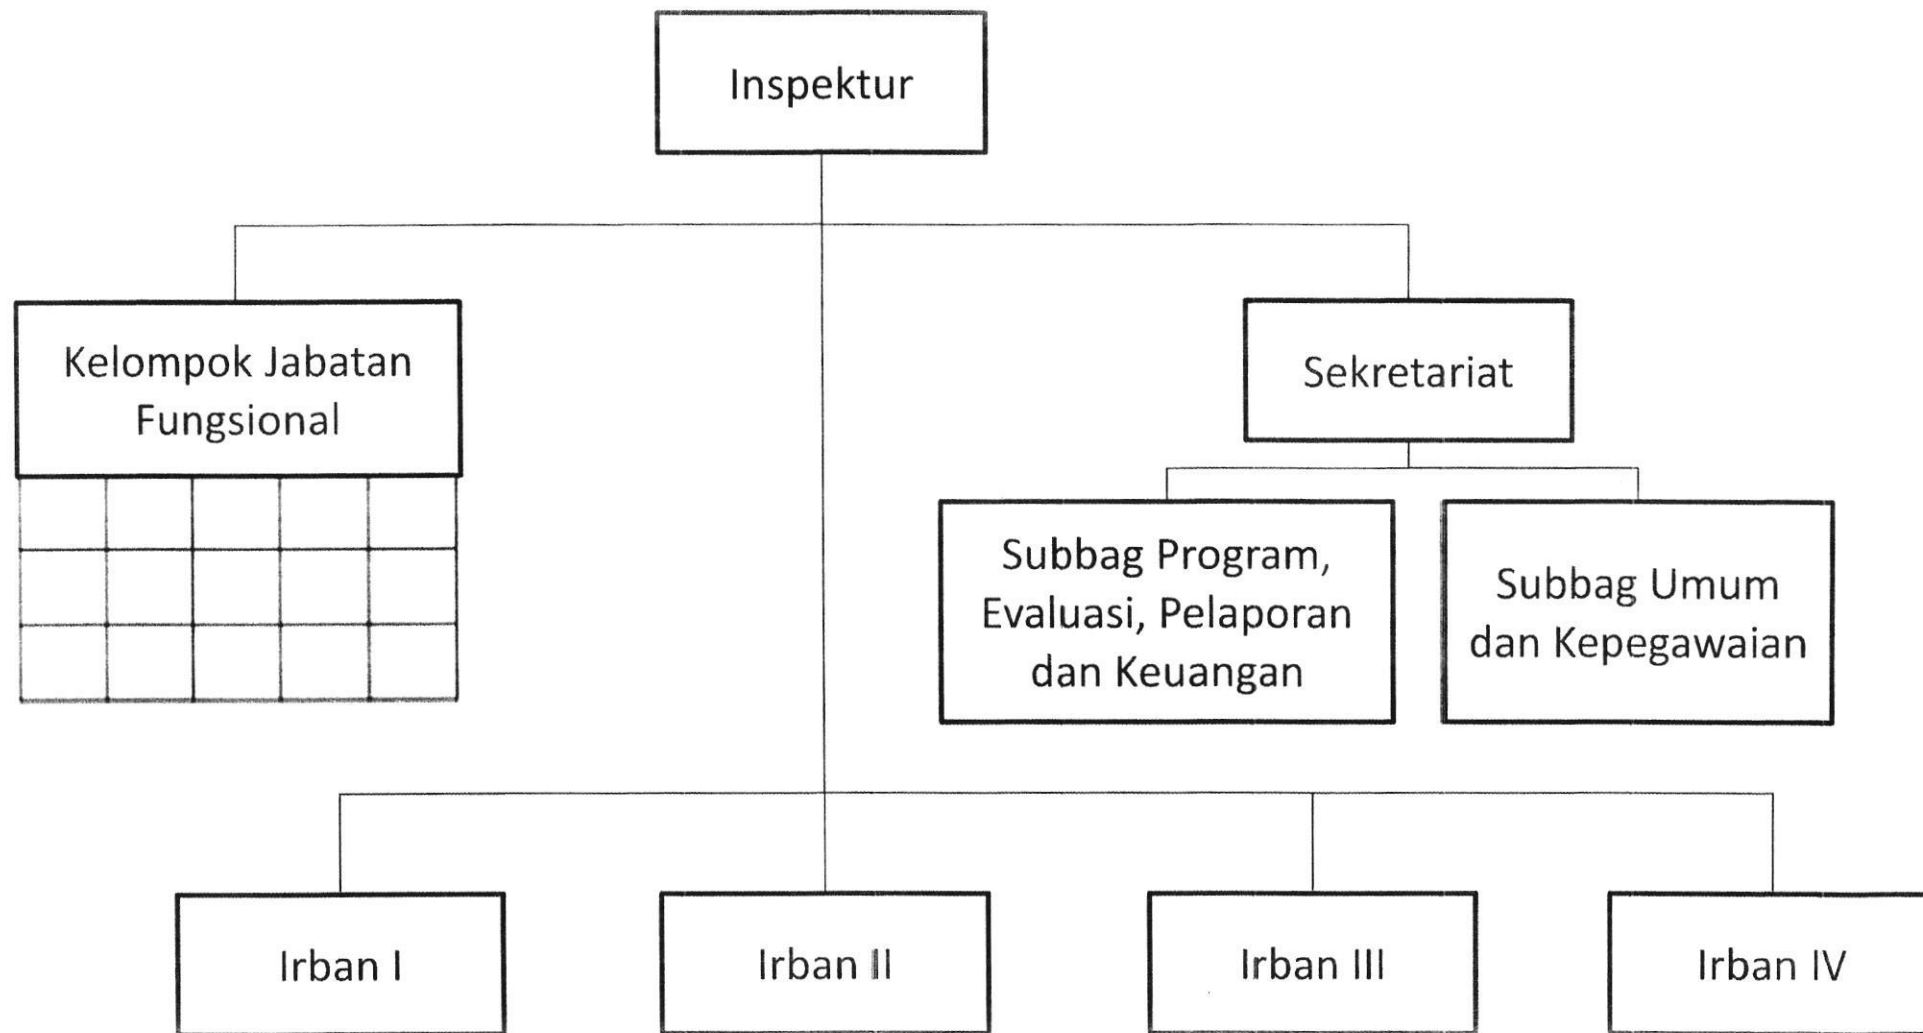 Inspektur
Kelompok Jabatan
Fungsional
Sekretariat
Subbag Program,
Evaluasi, Pelaporan
dan Keuangan
Subbag Umum
dan Kepegawaian
Irban I
Irban II
Irban III
Irban IV